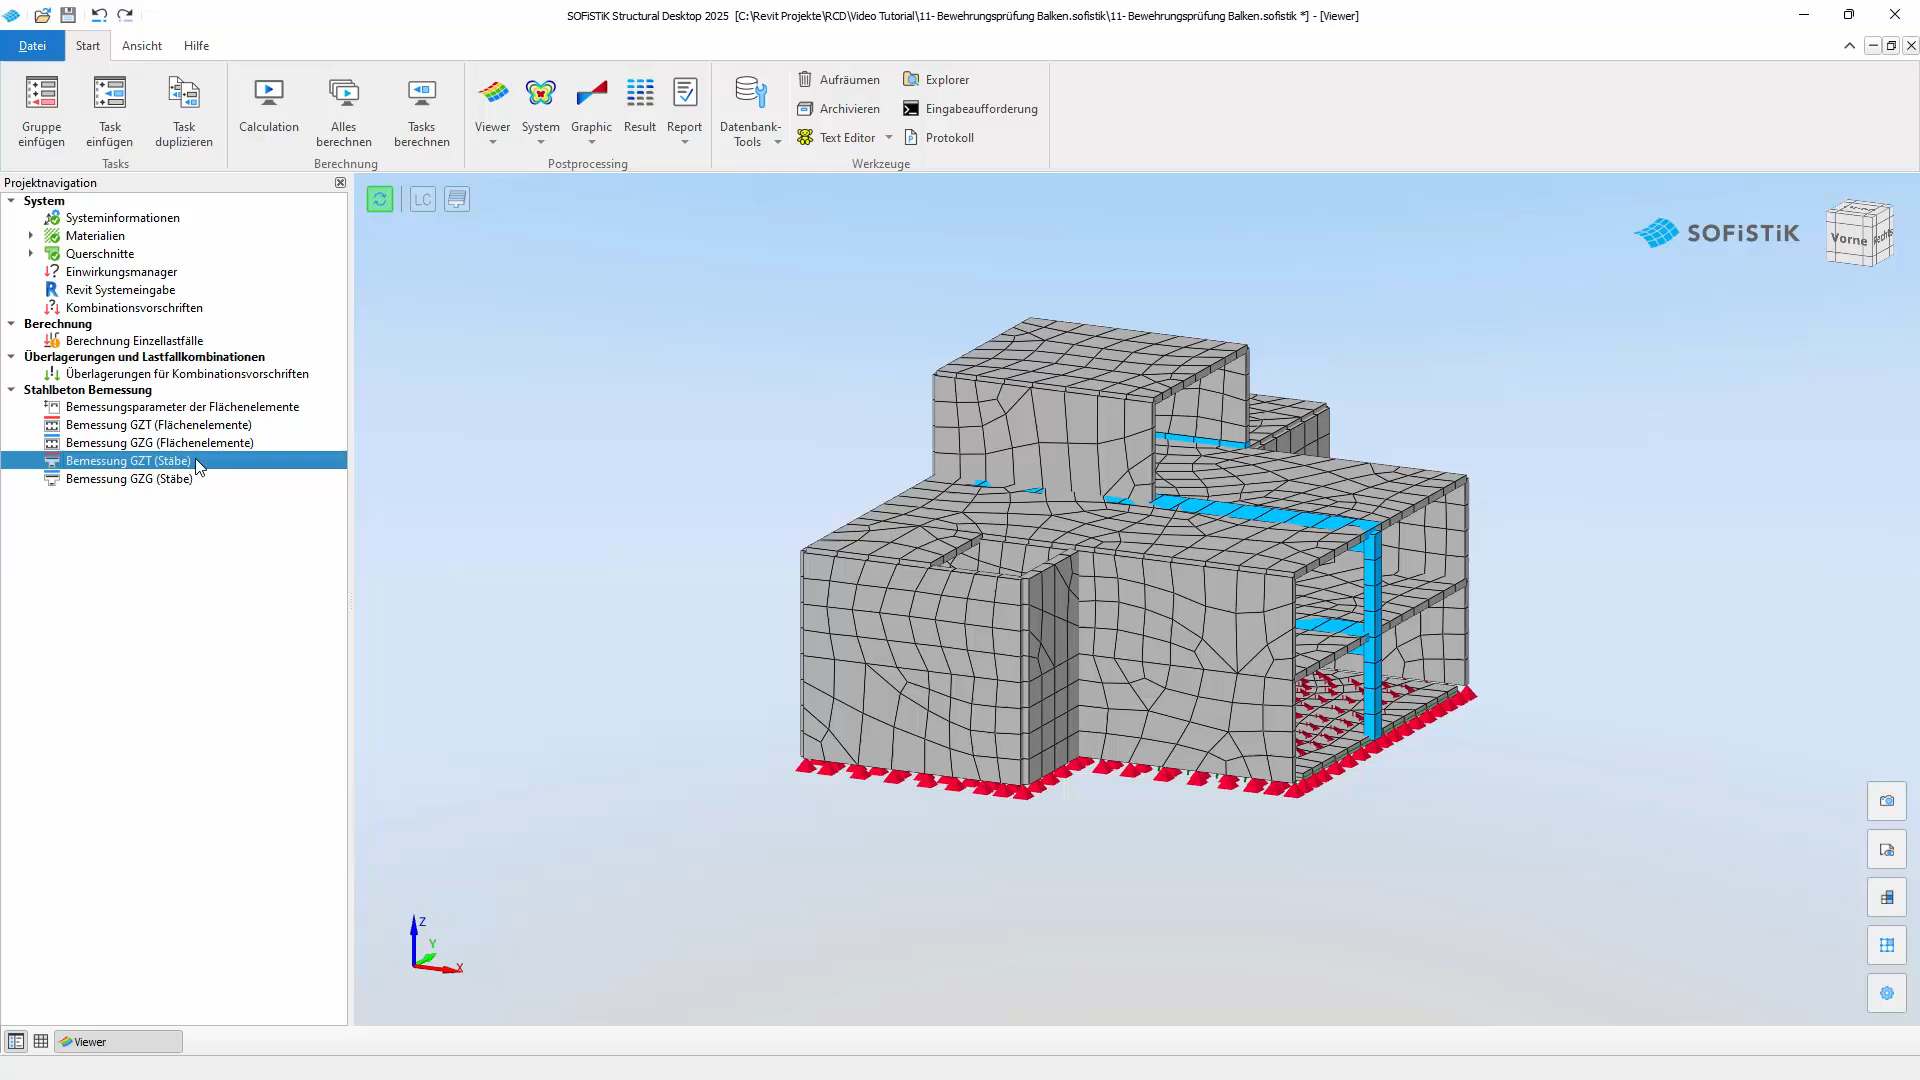 SOFiSTiK Structural Desktop 2025 [C:\Revit Projekte\RCD\Video Tutorial\11- Bewehrungsprüfung Balken.sofistik\11- Bewehrungsprüfung Balken.sofistik *] - [Viewer]
Datei Start Ansicht Hilfe
Gruppe einfügen
Task einfügen
Task duplizieren
Tasks
Calculation
Alles berechnen
Tasks berechnen
Berechnung
Viewer
System
Graphic
Result
Report
Postprocessing
Datenbank-Tools
Aufräumen
Archivieren
Text Editor
Explorer
Eingabeaufforderung
Protokoll
Werkzeuge
Projektnavigation
System
Systeminformationen
Materialien
Querschnitte
Einwirkungsmanager
Revit Systemeingabe
Kombinationsvorschriften
Berechnung
Berechnung Einzellastfälle
Überlagerungen und Lastfallkombinationen
Überlagerungen für Kombinationsvorschriften
Stahlbeton Bemessung
Bemessungsparameter der Flächenelemente
Bemessung GZT (Flächenelemente)
Bemessung GZG (Flächenelemente)
Bemessung GZT (Stäbe)
Bemessung GZG (Stäbe)
LC
SOFiSTiK
Vorne
Rechts
Z
Y
X
Viewer